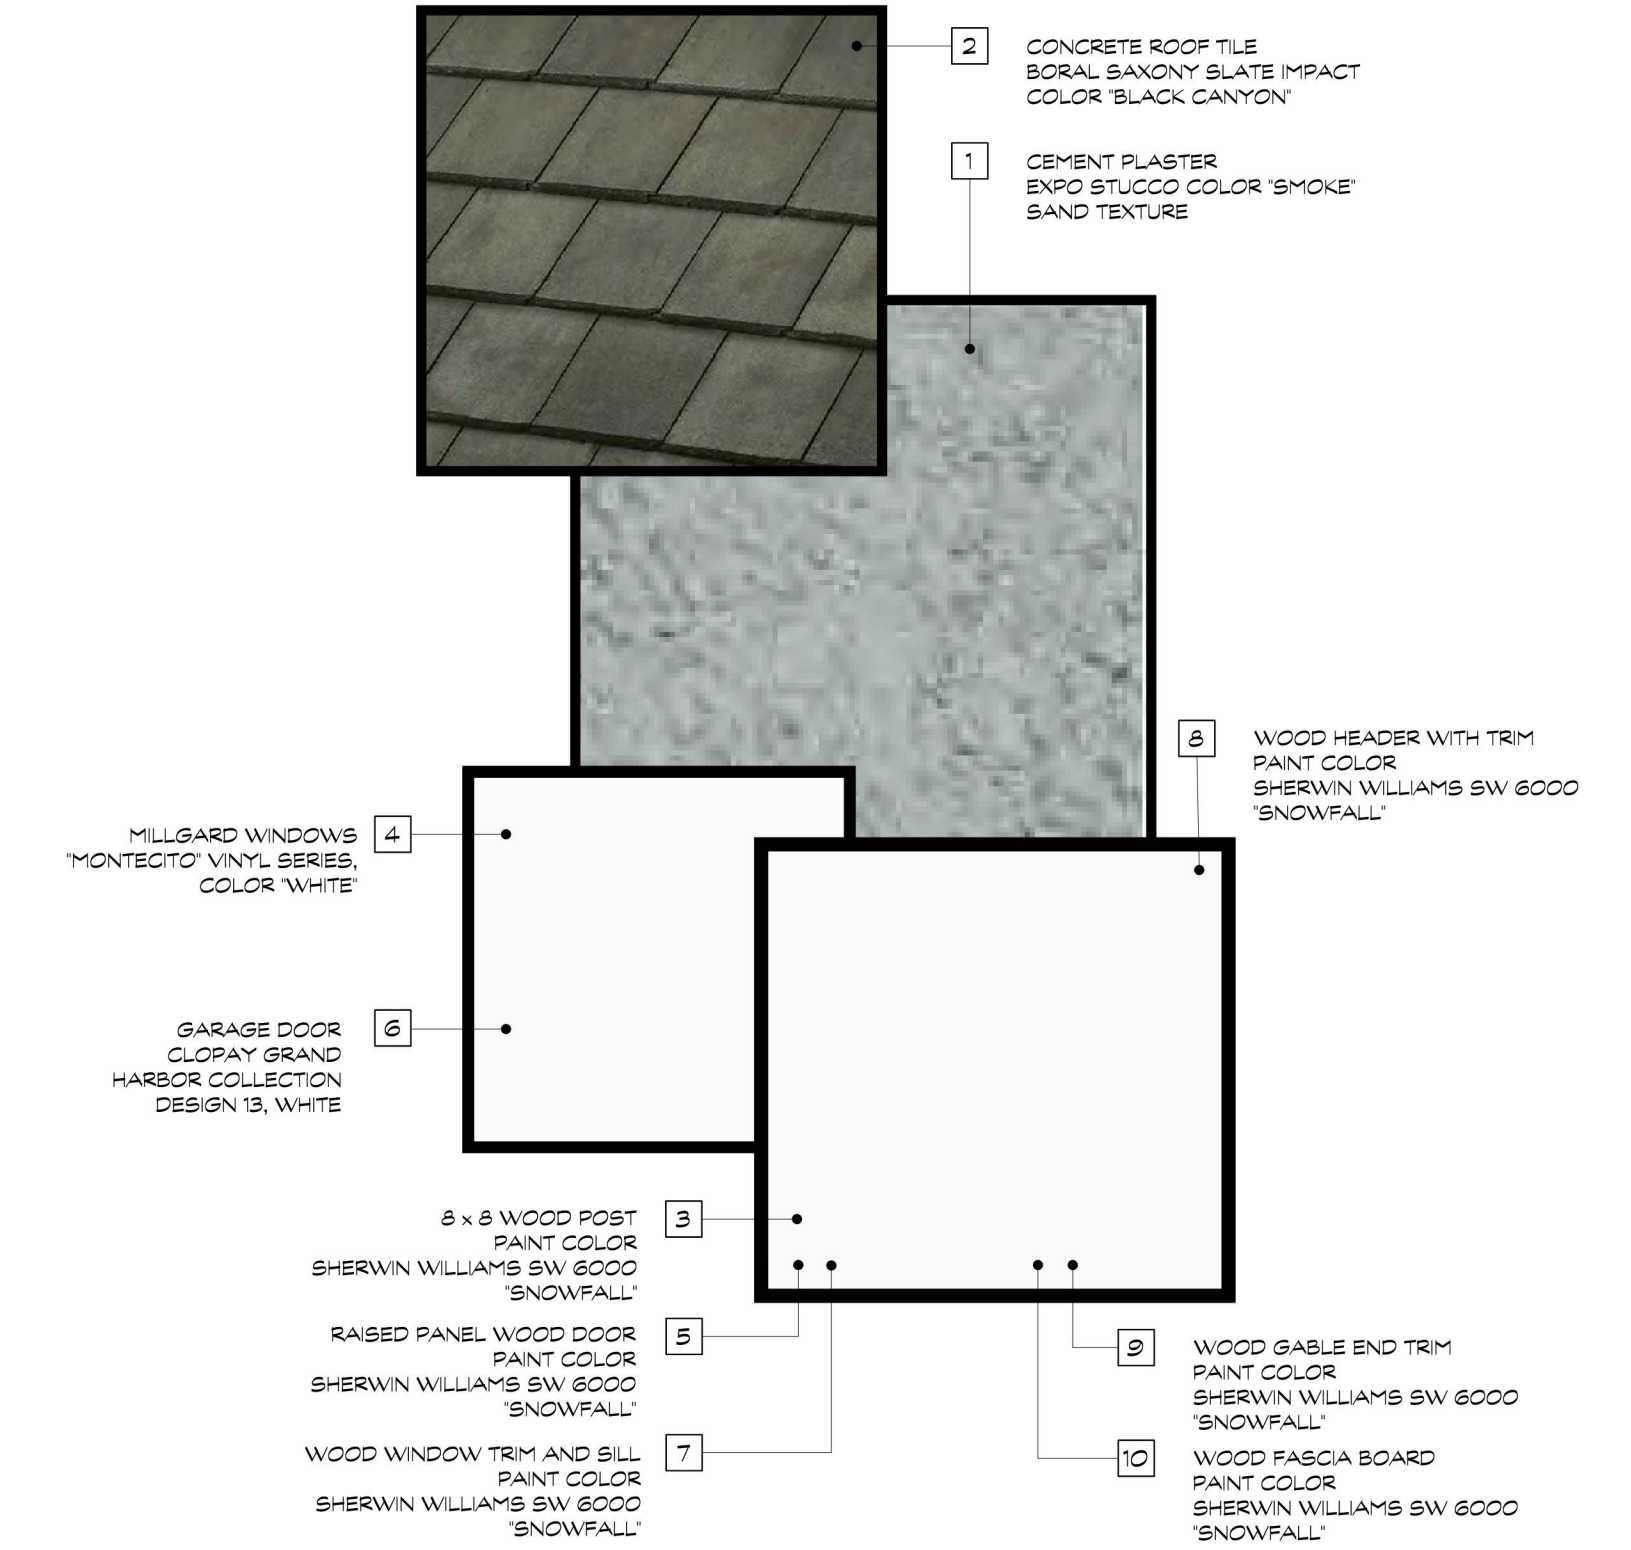 2
CONCRETE ROOF TILE
BORAL SAXONY SLATE IMPACT
COLOR "BLACK CANYON"
1
CEMENT PLASTER
EXPO STUCCO COLOR "SMOKE"
SAND TEXTURE
8
WOOD HEADER WITH TRIM
PAINT COLOR
SHERWIN WILLIAMS SW 6000
"SNOWFALL"
MILLGARD WINDOWS
"MONTECITO" VINYL SERIES,
COLOR "WHITE"
4
GARAGE DOOR
CLOPAY GRAND
HARBOR COLLECTION
DESIGN 13, WHITE
6
8 x 8 WOOD POST
PAINT COLOR
SHERWIN WILLIAMS SW 6000
"SNOWFALL"
3
RAISED PANEL WOOD DOOR
PAINT COLOR
SHERWIN WILLIAMS SW 6000
"SNOWFALL"
5
WOOD WINDOW TRIM AND SILL
PAINT COLOR
SHERWIN WILLIAMS SW 6000
"SNOWFALL"
7
9
WOOD GABLE END TRIM
PAINT COLOR
SHERWIN WILLIAMS SW 6000
"SNOWFALL"
10
WOOD FASCIA BOARD
PAINT COLOR
SHERWIN WILLIAMS SW 6000
"SNOWFALL"